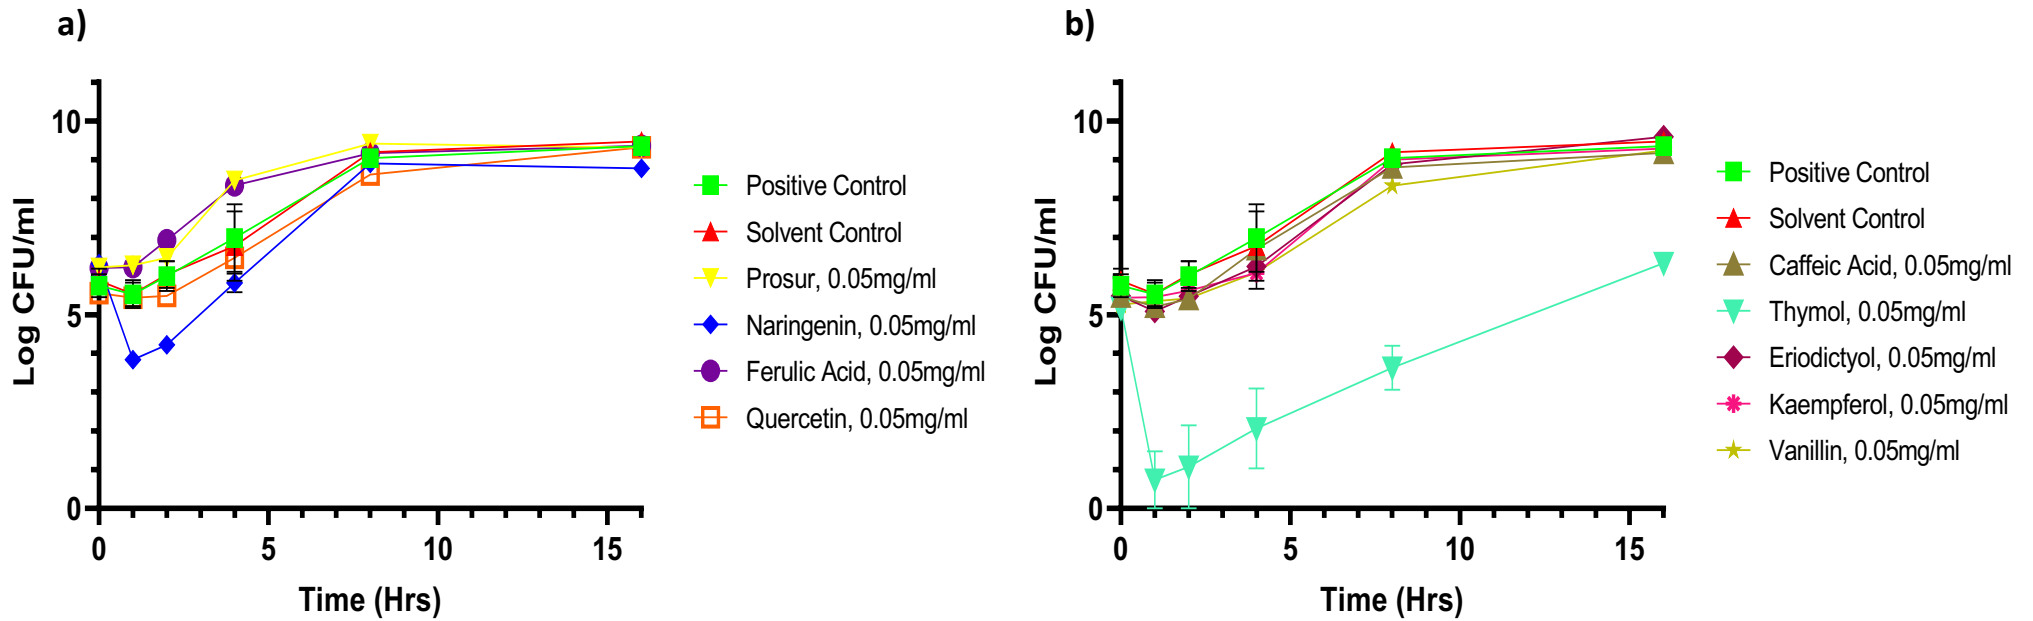 a)
Log CFU/ml
10
5
0
0 5 10 15
Time (Hrs)
Positive Control
Solvent Control
Prosur, 0.05mg/ml
Naringenin, 0.05mg/ml
Ferulic Acid, 0.05mg/ml
Quercetin, 0.05mg/ml
b)
Log CFU/ml
10
5
0
0 5 10 15
Time (Hrs)
Positive Control
Solvent Control
Caffeic Acid, 0.05mg/ml
Thymol, 0.05mg/ml
Eriodictyol, 0.05mg/ml
Kaempferol, 0.05mg/ml
Vanillin, 0.05mg/ml